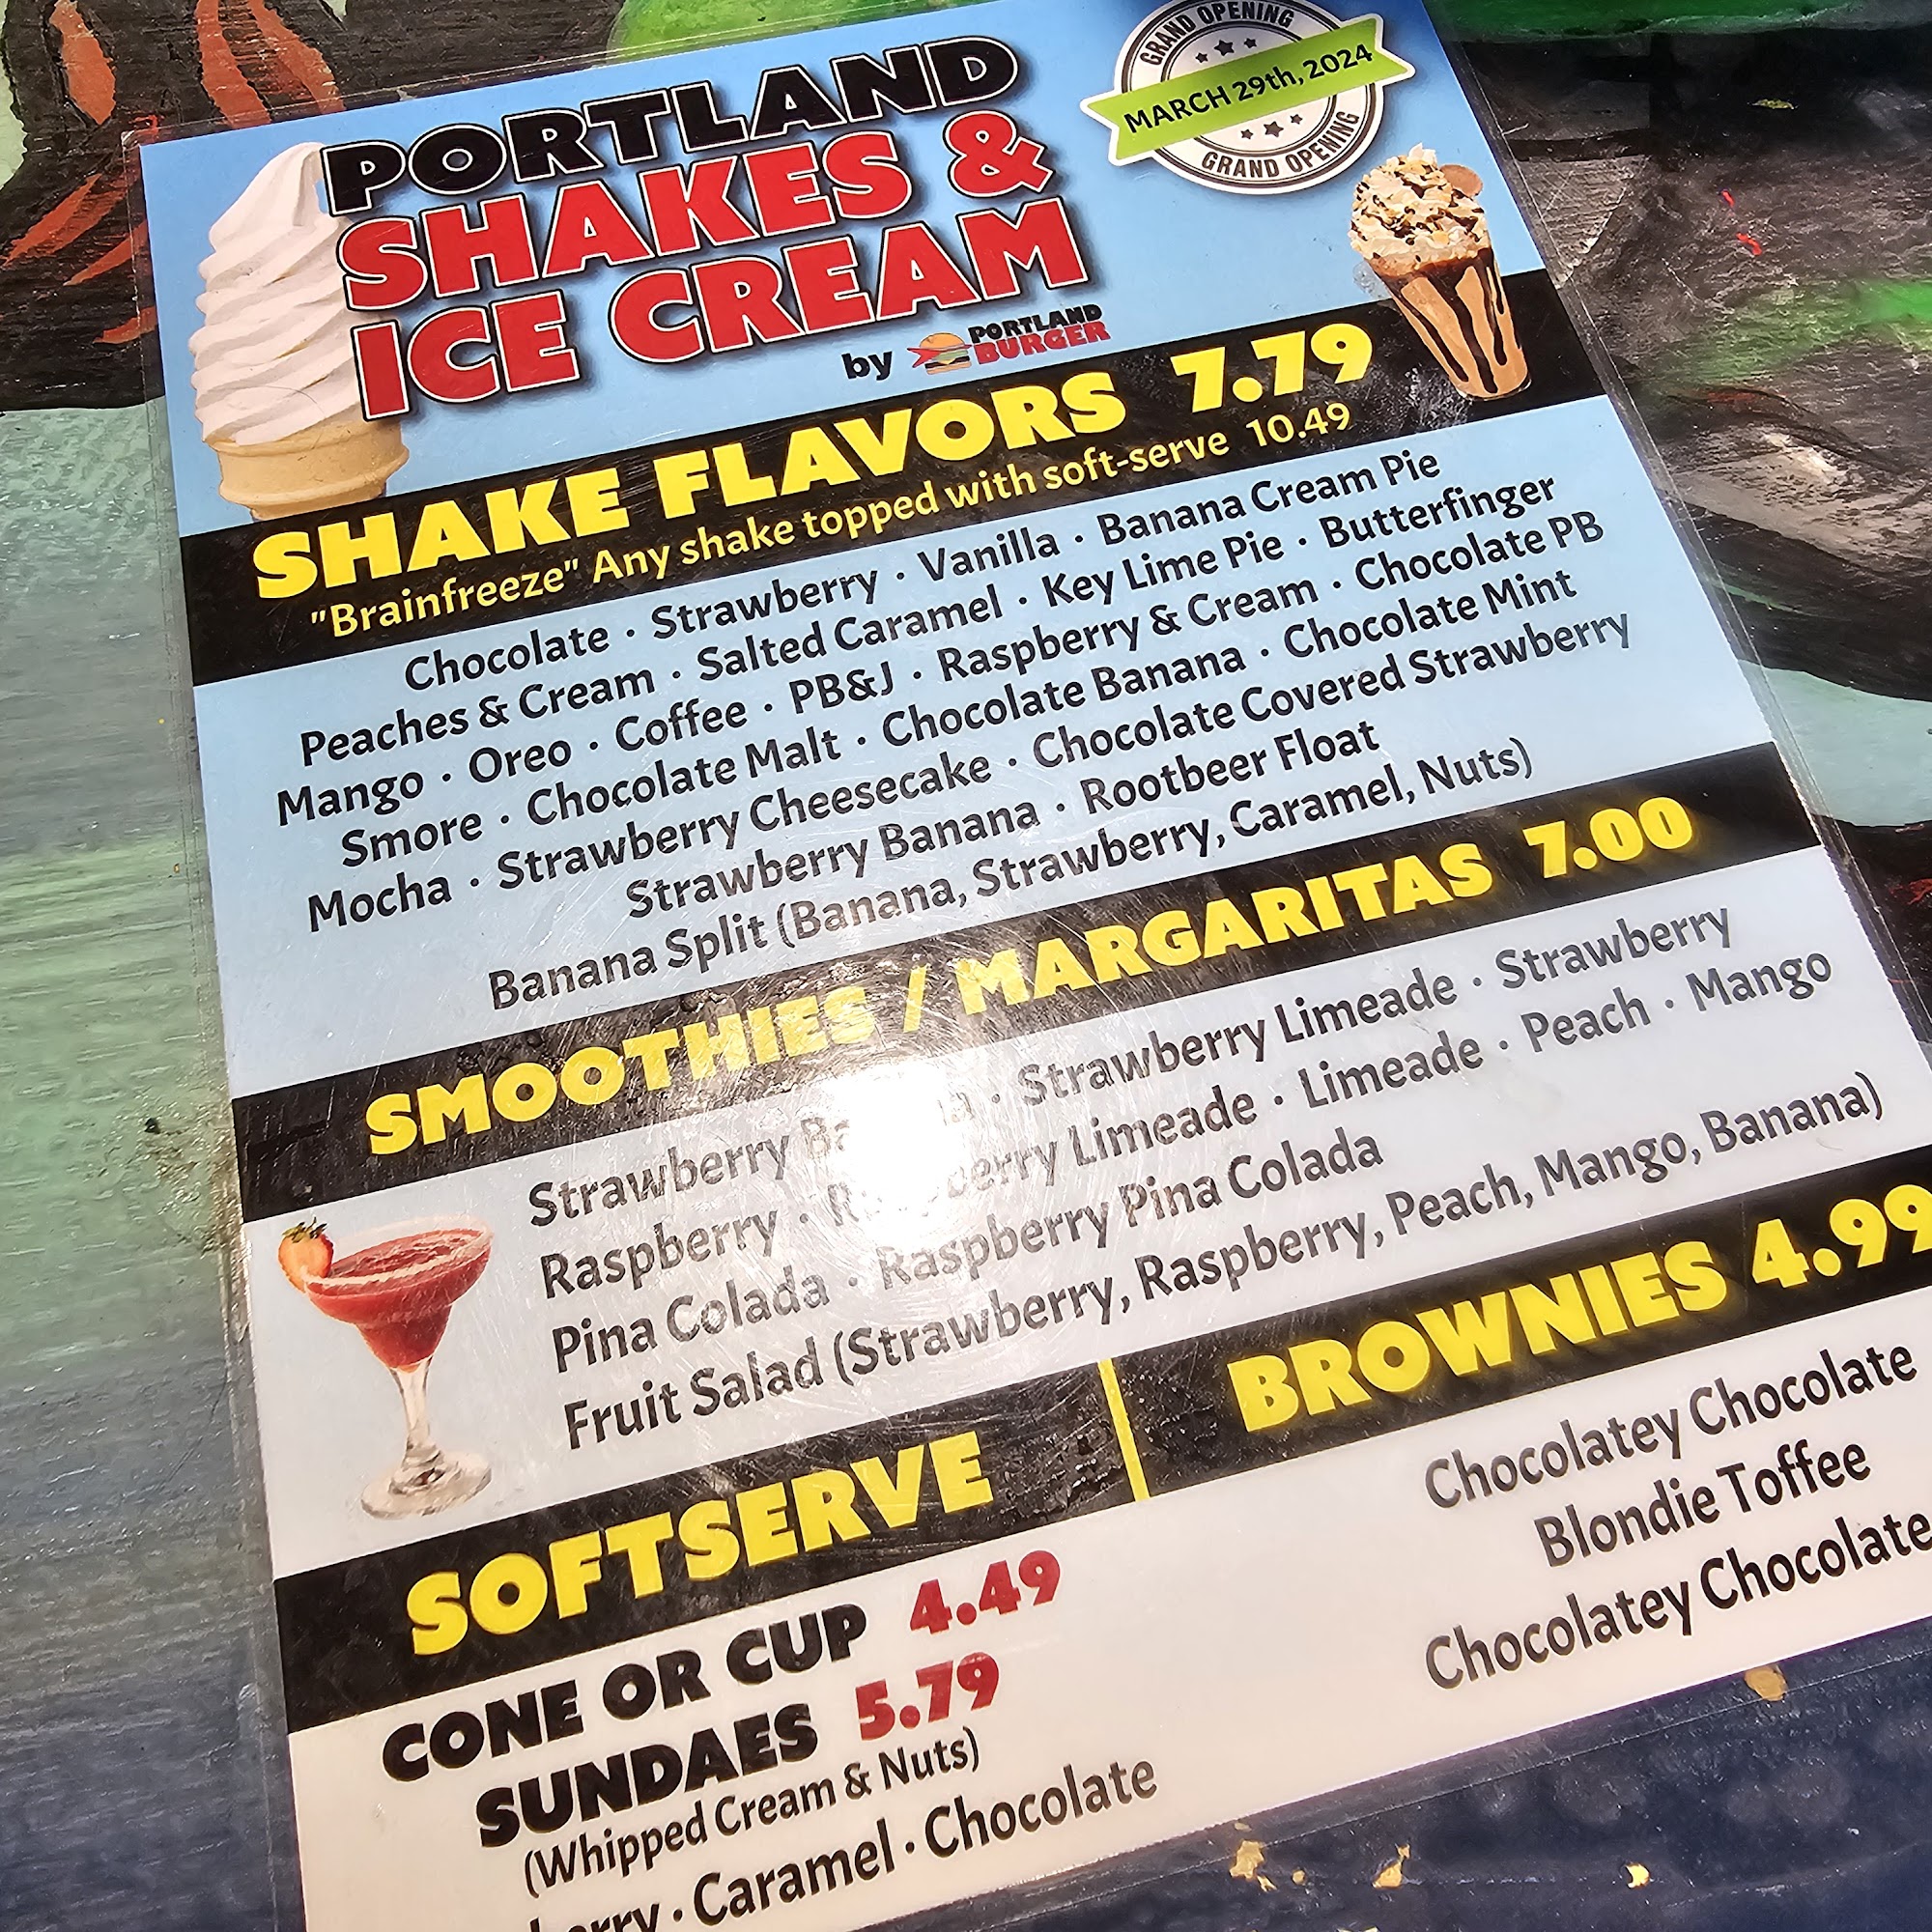 PORTLAND
SHAKES &
ICE CREAM
by PORTLAND
BURGER
GRAND OPENING
MARCH 29th, 2024
GRAND OPENING
SHAKE FLAVORS 7.79
"Brainfreeze" Any shake topped with soft-serve 10.49
Chocolate · Strawberry · Vanilla · Banana Cream Pie
Peaches & Cream · Salted Caramel · Key Lime Pie · Butterfinger
Mango · Oreo · Coffee · PB&J · Raspberry & Cream · Chocolate PB
Smore · Chocolate Malt · Chocolate Banana · Chocolate Mint
Mocha · Strawberry Cheesecake · Chocolate Covered Strawberry
Strawberry Banana · Rootbeer Float
Banana Split (Banana, Strawberry, Caramel, Nuts)
SMOOTHIES / MARGARITAS 7.00
Strawberry · Strawberry Limeade · Strawberry
Raspberry · Limeade · Limeade · Peach · Mango
Pina Colada · Raspberry Pina Colada
Fruit Salad (Strawberry, Raspberry, Peach, Mango, Banana)
SOFTSERVE
CONE OR CUP 4.49
SUNDAES 5.79
(Whipped Cream & Nuts)
· Caramel · Chocolate
BROWNIES 4.99
Chocolatey Chocolate
Blondie Toffee
Chocolatey Chocolate